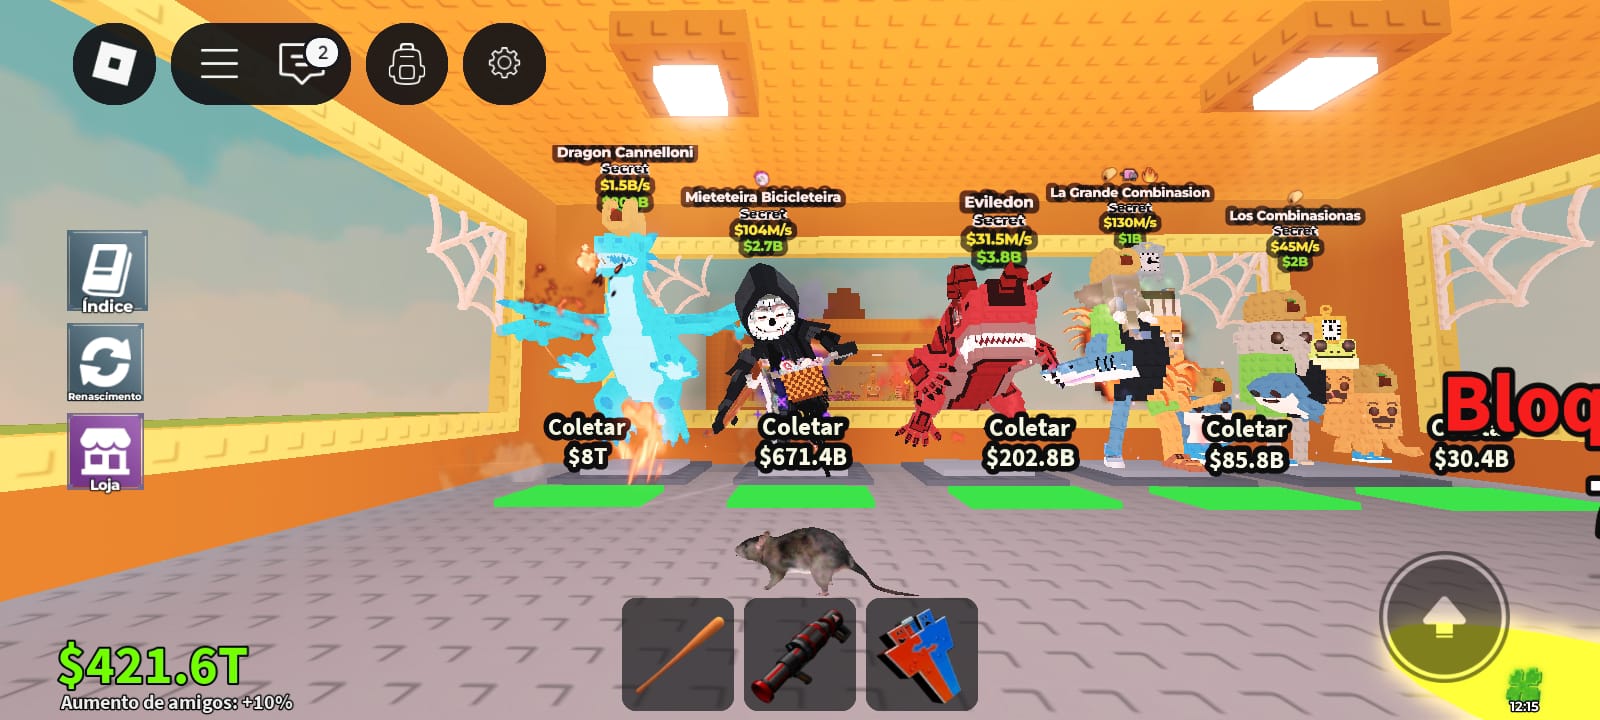 2
Dragon Cannelloni
Secret
$1.5B/s
Mieteteira Bicicleteira
Secret
$104M/s
$2.7B
Eviledon
Secret
$31.5M/s
$3.8B
La Grande Combinasion
Secret
$130M/s
$1B
Los Combinasionas
Secret
$45M/s
$2B
Índice
Renascimento
Loja
Coletar
$8T
Coletar
$671.4B
Coletar
$202.8B
Coletar
$85.8B
$30.4B
Bloq
$421.6T
Aumento de amigos: +10%
12:15